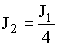 J₂ = J₁/4